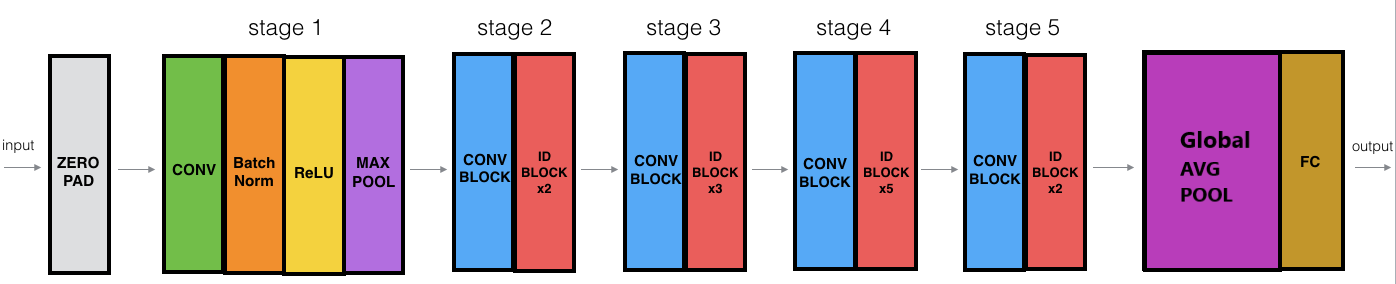 stage 1
stage 2
stage 3
stage 4
stage 5
input
ZERO
PAD
CONV
Batch
Norm
ReLU
MAX
POOL
CONV
BLOCK
ID
BLOCK
x2
CONV
BLOCK
ID
BLOCK
x3
CONV
BLOCK
ID
BLOCK
x5
CONV
BLOCK
ID
BLOCK
x2
Global
AVG
POOL
FC
output